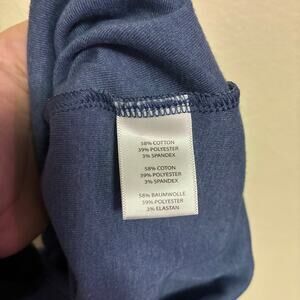 58% COTTON
39% POLYESTER
3% SPANDEX
58% COTON
39% POLYESTER
3% SPANDEX
58% BAUMWOLLE
39% POLYESTER
3% ELASTAN